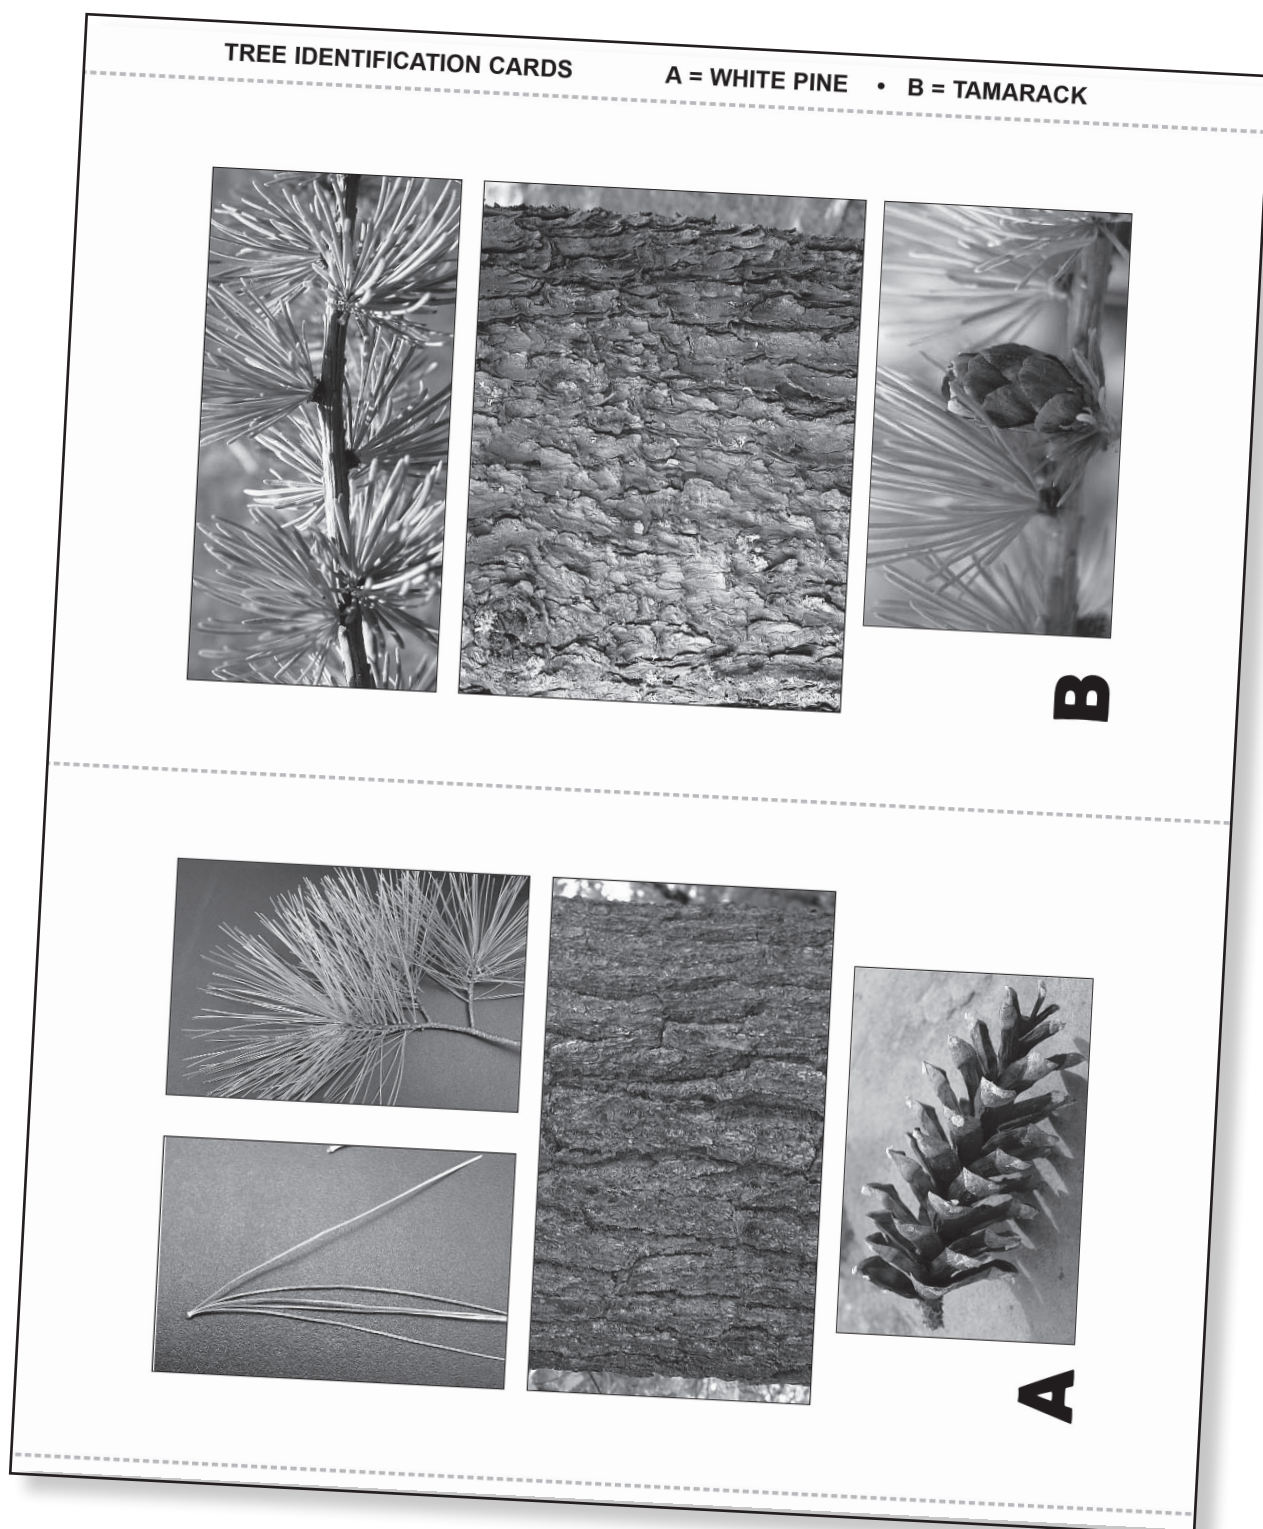 TREE IDENTIFICATION CARDS A = WHITE PINE • B = TAMARACK
B
A